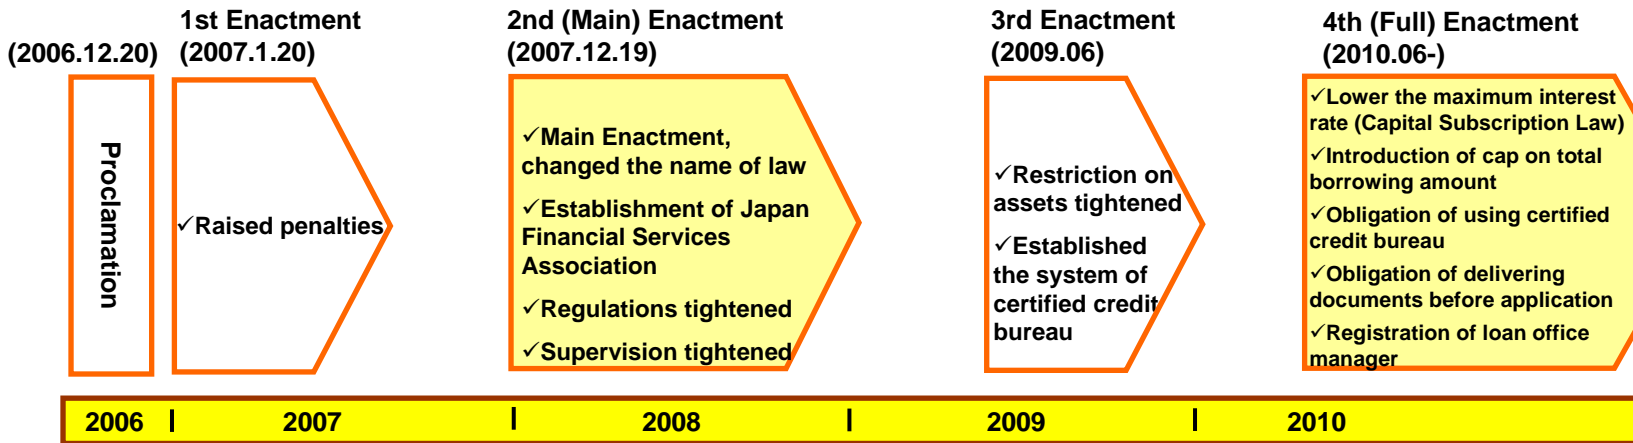 (2006.12.20)
Proclamation
1st Enactment
(2007.1.20)
✓Raised penalties
2nd (Main) Enactment
(2007.12.19)
✓Main Enactment,
changed the name of law
✓Establishment of Japan
Financial Services
Association
✓Regulations tightened
✓Supervision tightened
3rd Enactment
(2009.06)
✓Restriction on
assets tightened
✓Established
the system of
certified credit
bureau
4th (Full) Enactment
(2010.06-)
✓Lower the maximum interest
rate (Capital Subscription Law)
✓Introduction of cap on total
borrowing amount
✓Obligation of using certified
credit bureau
✓Obligation of delivering
documents before application
✓Registration of loan office
manager
2006 | 2007 | 2008 | 2009 | 2010